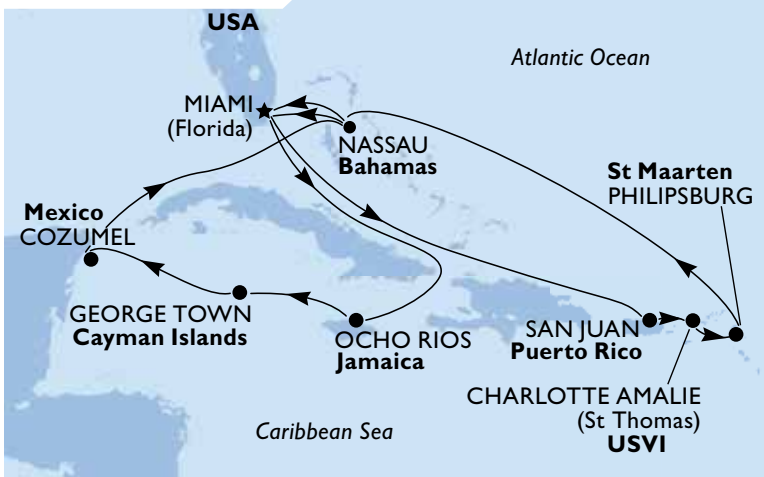 USA
Atlantic Ocean
MIAMI
(Florida)
NASSAU
Bahamas
St Maarten
PHILIPSBURG
Mexico
COZUMEL
GEORGE TOWN
Cayman Islands
OCHO RIOS
Jamaica
SAN JUAN
Puerto Rico
CHARLOTTE AMALIE
(St Thomas)
USVI
Caribbean Sea